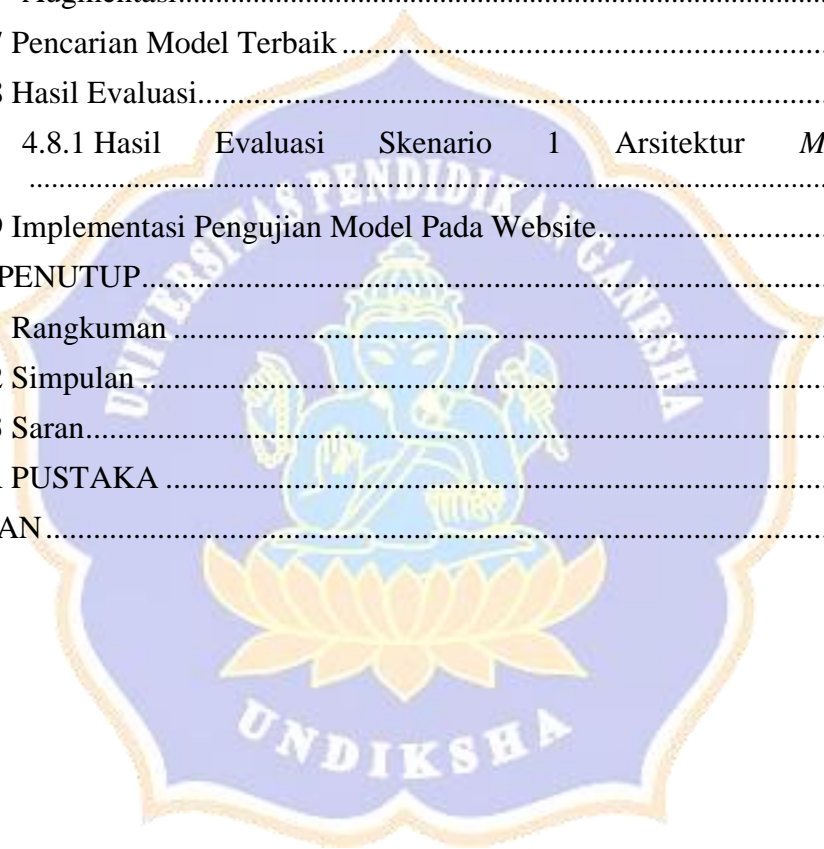 Augmentasi..........................................................................................
7 Pencarian Model Terbaik..........................................................................................
8 Hasil Evaluasi..........................................................................................
4.8.1 Hasil Evaluasi Skenario 1 Arsitektur M
..........................................................................................
9 Implementasi Pengujian Model Pada Website..........................................................................................
PENUTUP..........................................................................................
Rangkuman..........................................................................................
2 Simpulan..........................................................................................
3 Saran..........................................................................................
PUSTAKA..........................................................................................
AN..........................................................................................
UNIVERSITAS PENDIDIKAN GANESHA
UNDIKSHA